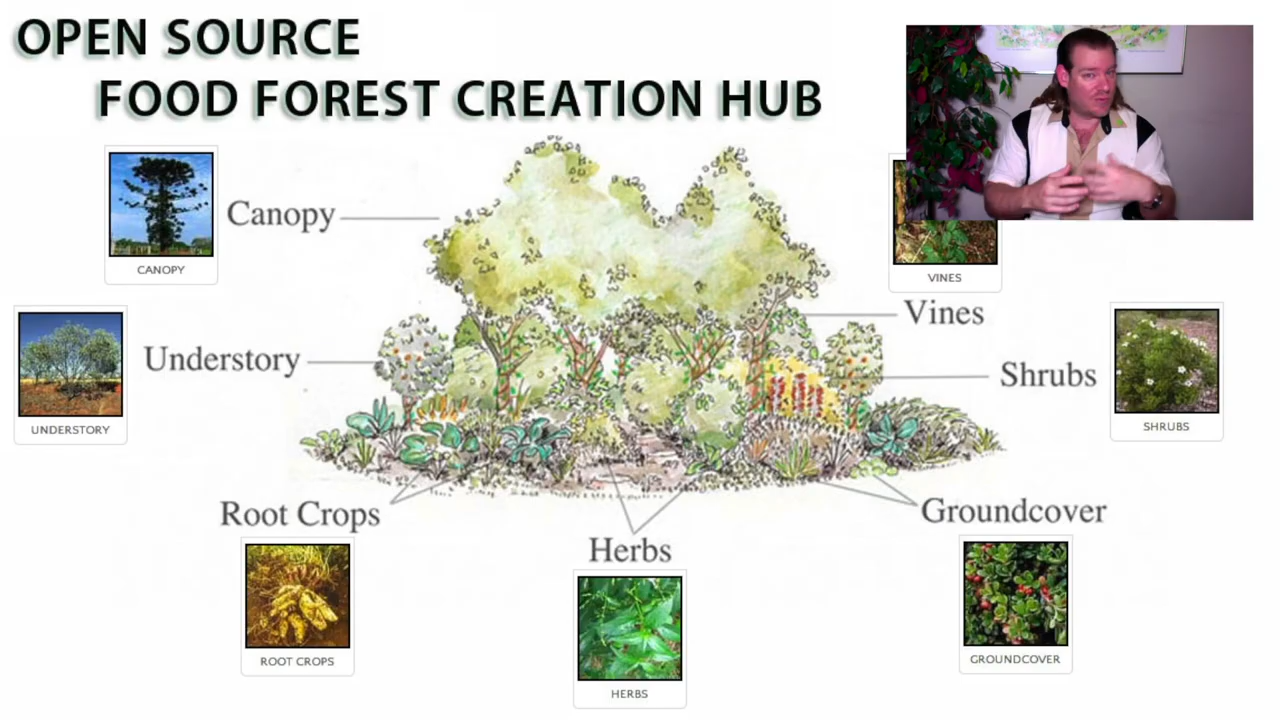 OPEN SOURCE
FOOD FOREST CREATION HUB
Canopy
CANOPY
VINES
Vines
Understory
UNDERSTORY
Shrubs
SHRUBS
Root Crops
ROOT CROPS
Herbs
HERBS
Groundcover
GROUNDCOVER